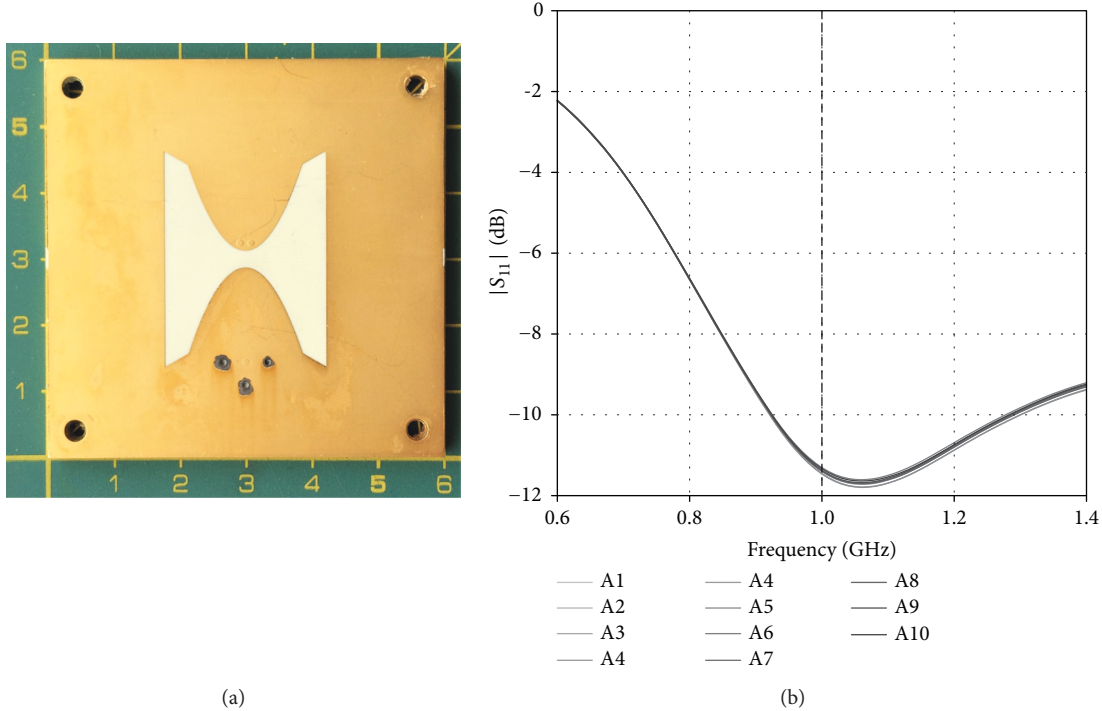 6
5
4
3
2
1
1 2 3 4 5 6
0
-2
−4
−6
−8
−10
−12
0.6 0.8 1.0 1.2 1.4
|S11| (dB)
Frequency (GHz)
A1 A4 A8
A2 A5 A9
A3 A6 A10
A4 A7
(a) (b)